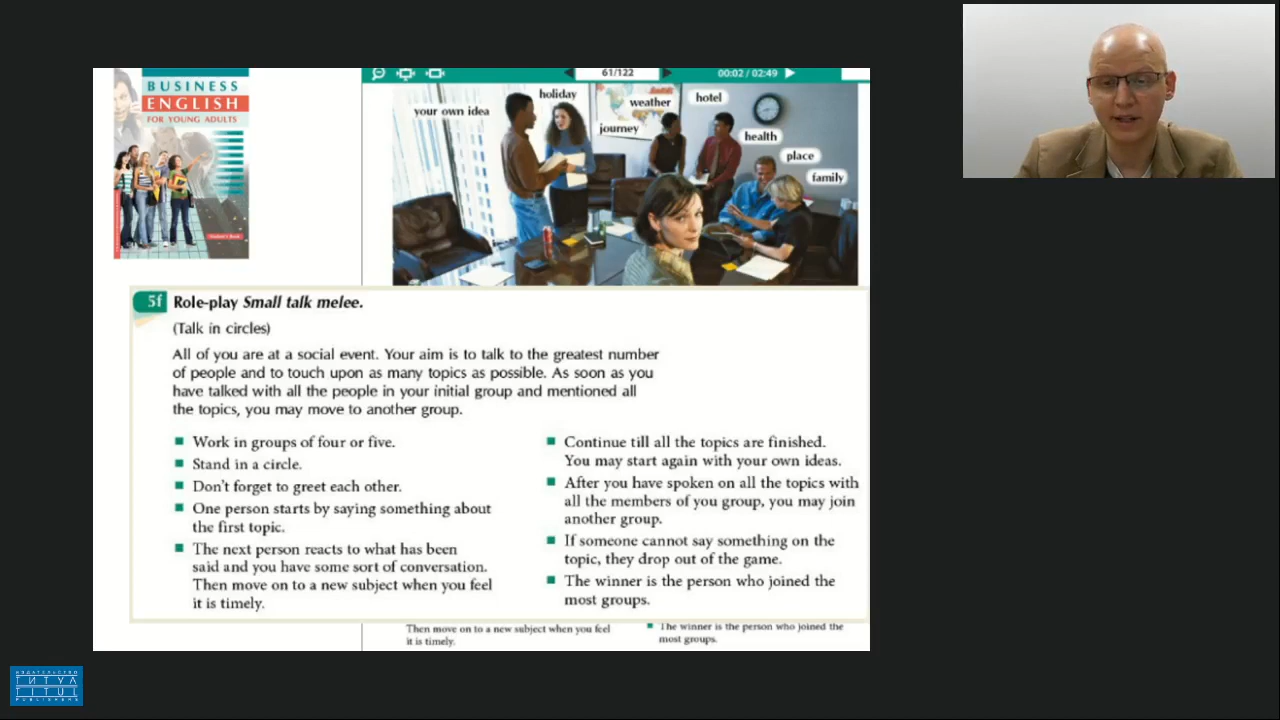 BUSINESS
ENGLISH
FOR YOUNG ADULTS
Student's Book
61/122
00:02 / 02:49
your own idea
holiday
journey
weather
hotel
health
place
family
5f
Role-play Small talk melee.
(Talk in circles)
All of you are at a social event. Your aim is to talk to the greatest number
of people and to touch upon as many topics as possible. As soon as you
have talked with all the people in your initial group and mentioned all
the topics, you may move to another group.
Work in groups of four or five.
Stand in a circle.
Don't forget to greet each other.
One person starts by saying something about
the first topic.
The next person reacts to what has been
said and you have some sort of conversation.
Then move on to a new subject when you feel
it is timely.
Continue till all the topics are finished.
You may start again with your own ideas.
After you have spoken on all the topics with
all the members of you group, you may join
another group.
If someone cannot say something on the
topic, they drop out of the game.
The winner is the person who joined the
most groups.
Then move on to a new subject when you feel
it is timely.
The winner is the person who joined the
most groups.
ИЗДАТЕЛЬСТВО
ТИТУЛ
TITUL
PUBLISHERS